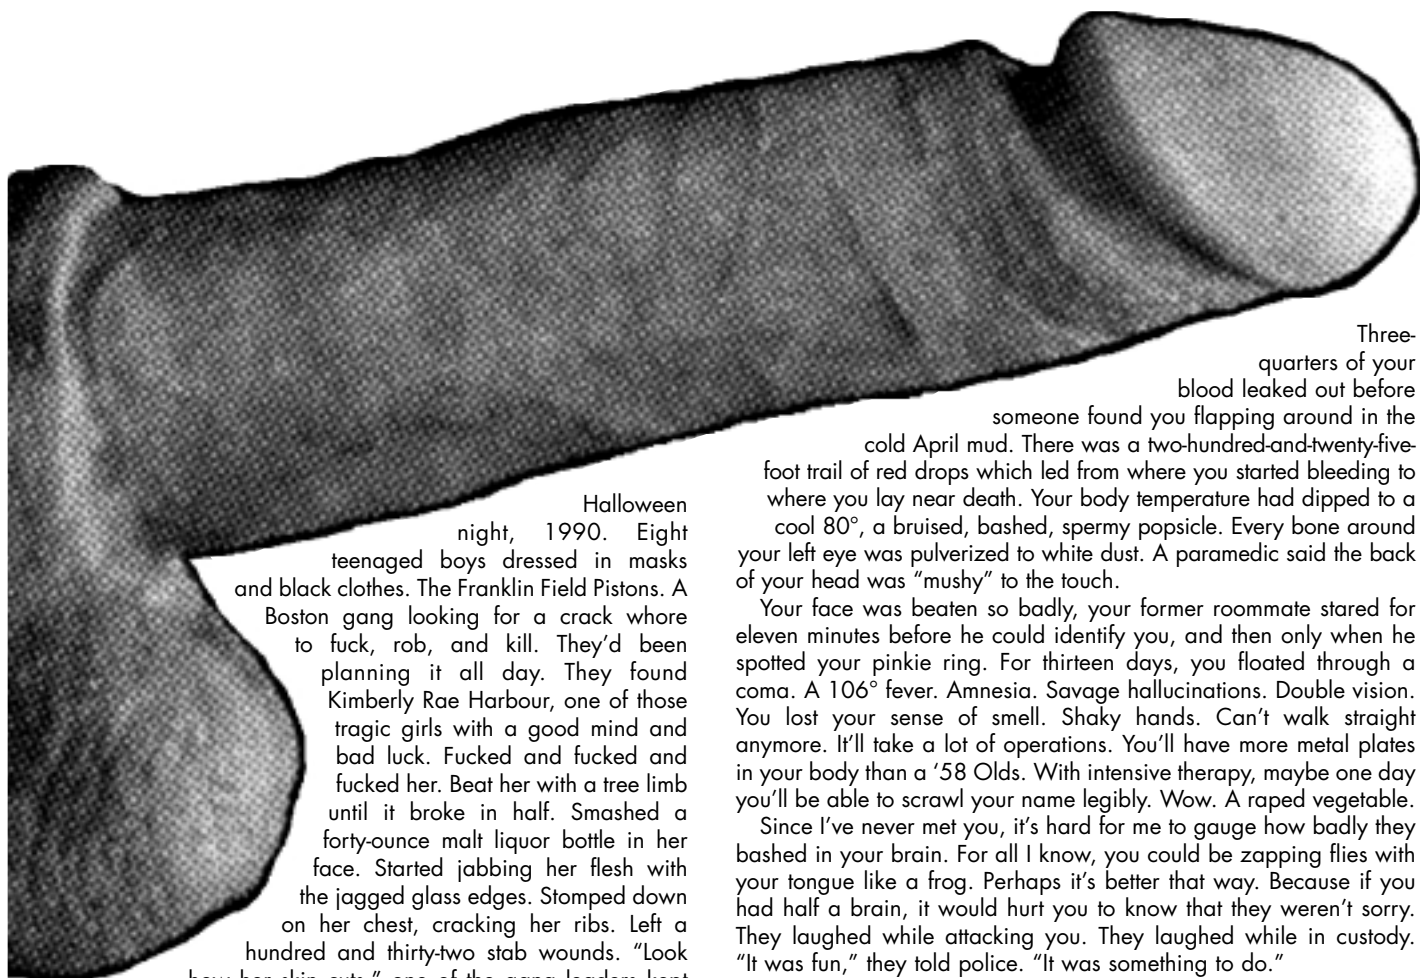 Halloween
night, 1990. Eight
teenaged boys dressed in masks
and black clothes. The Franklin Field Pistons. A
Boston gang looking for a crack whore
to fuck, rob, and kill. They’d been
planning it all day. They found
Kimberly Rae Harbour, one of those
tragic girls with a good mind and
bad luck. Fucked and fucked and
fucked her. Beat her with a tree limb
until it broke in half. Smashed a
forty-ounce malt liquor bottle in her
face. Started jabbing her flesh with
the jagged glass edges. Stomped down
on her chest, cracking her ribs. Left a
hundred and thirty-two stab wounds. “Look
Three-
quarters of your
blood leaked out before
someone found you flapping around in the
cold April mud. There was a two-hundred-and-twenty-five-
foot trail of red drops which led from where you started bleeding to
where you lay near death. Your body temperature had dipped to a
cool 80°, a bruised, bashed, spermy popsicle. Every bone around
your left eye was pulverized to white dust. A paramedic said the back
of your head was “mushy” to the touch.
Your face was beaten so badly, your former roommate stared for
eleven minutes before he could identify you, and then only when he
spotted your pinkie ring. For thirteen days, you floated through a
coma. A 106° fever. Amnesia. Savage hallucinations. Double vision.
You lost your sense of smell. Shaky hands. Can’t walk straight
anymore. It’ll take a lot of operations. You’ll have more metal plates
in your body than a ‘58 Olds. With intensive therapy, maybe one day
you’ll be able to scrawl your name legibly. Wow. A raped vegetable.
Since I’ve never met you, it’s hard for me to gauge how badly they
bashed in your brain. For all I know, you could be zapping flies with
your tongue like a frog. Perhaps it’s better that way. Because if you
had half a brain, it would hurt you to know that they weren’t sorry.
They laughed while attacking you. They laughed while in custody.
“It was fun,” they told police. “It was something to do.”